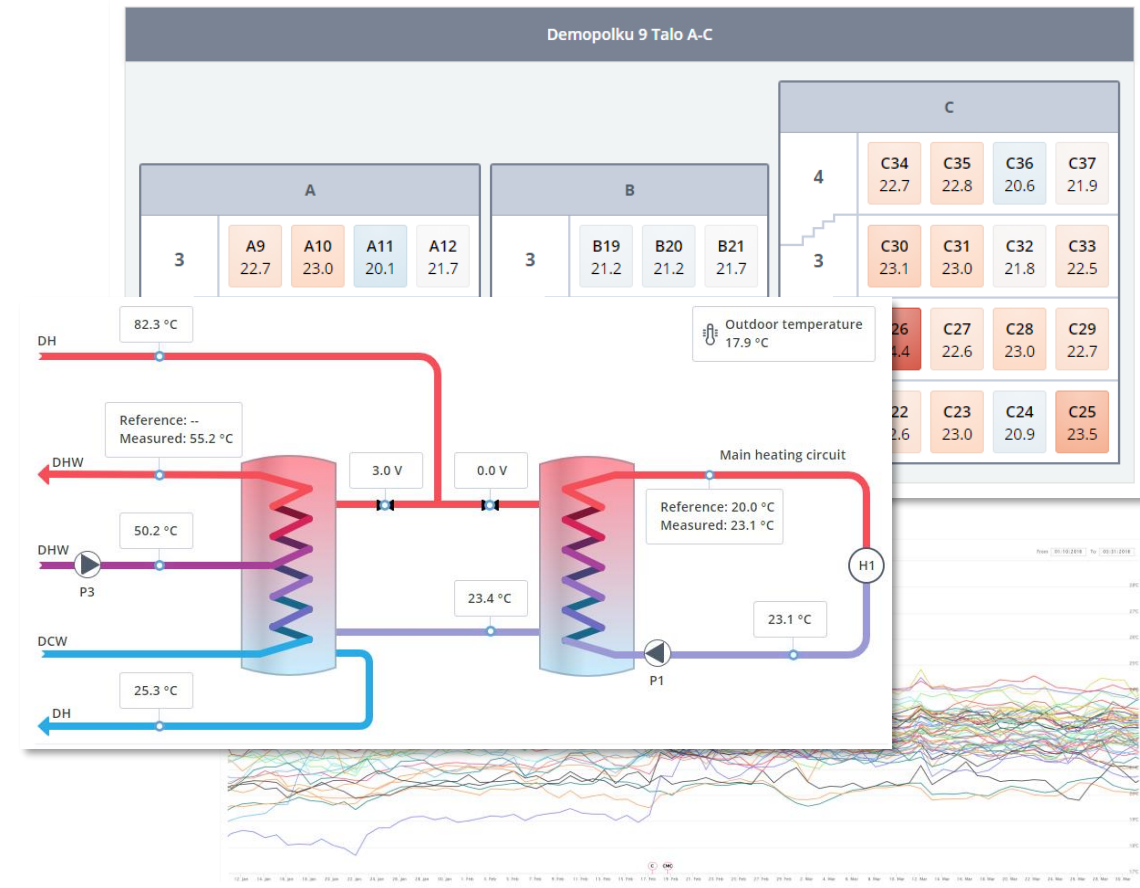 Demopolku 9 Talo A-C
C
4
C34 C35 C36 C37
22.7 22.8 20.6 21.9
A
B
3
A9 A10 A11 A12
22.7 23.0 20.1 21.7
3
B19 B20 B21
21.2 21.2 21.7
3
C30 C31 C32 C33
23.1 23.0 21.8 22.5
C27 C28 C29
22.6 23.0 22.7
C23 C24 C25
23.0 20.9 23.5
82.3 °C
DH
Outdoor temperature
17.9 °C
Reference: --
Measured: 55.2 °C
DHW
3.0 V
0.0 V
Main heating circuit
Reference: 20.0 °C
Measured: 23.1 °C
50.2 °C
DHW
P3
H1
23.4 °C
23.1 °C
DCW
P1
25.3 °C
DH